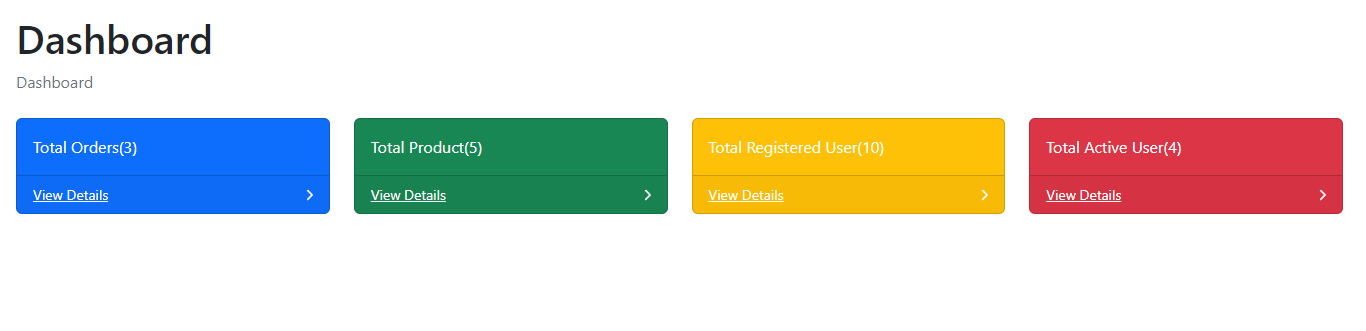 Dashboard
Dashboard
Total Orders(3)
View Details
Total Product(5)
View Details
Total Registered User(10)
View Details
Total Active User(4)
View Details